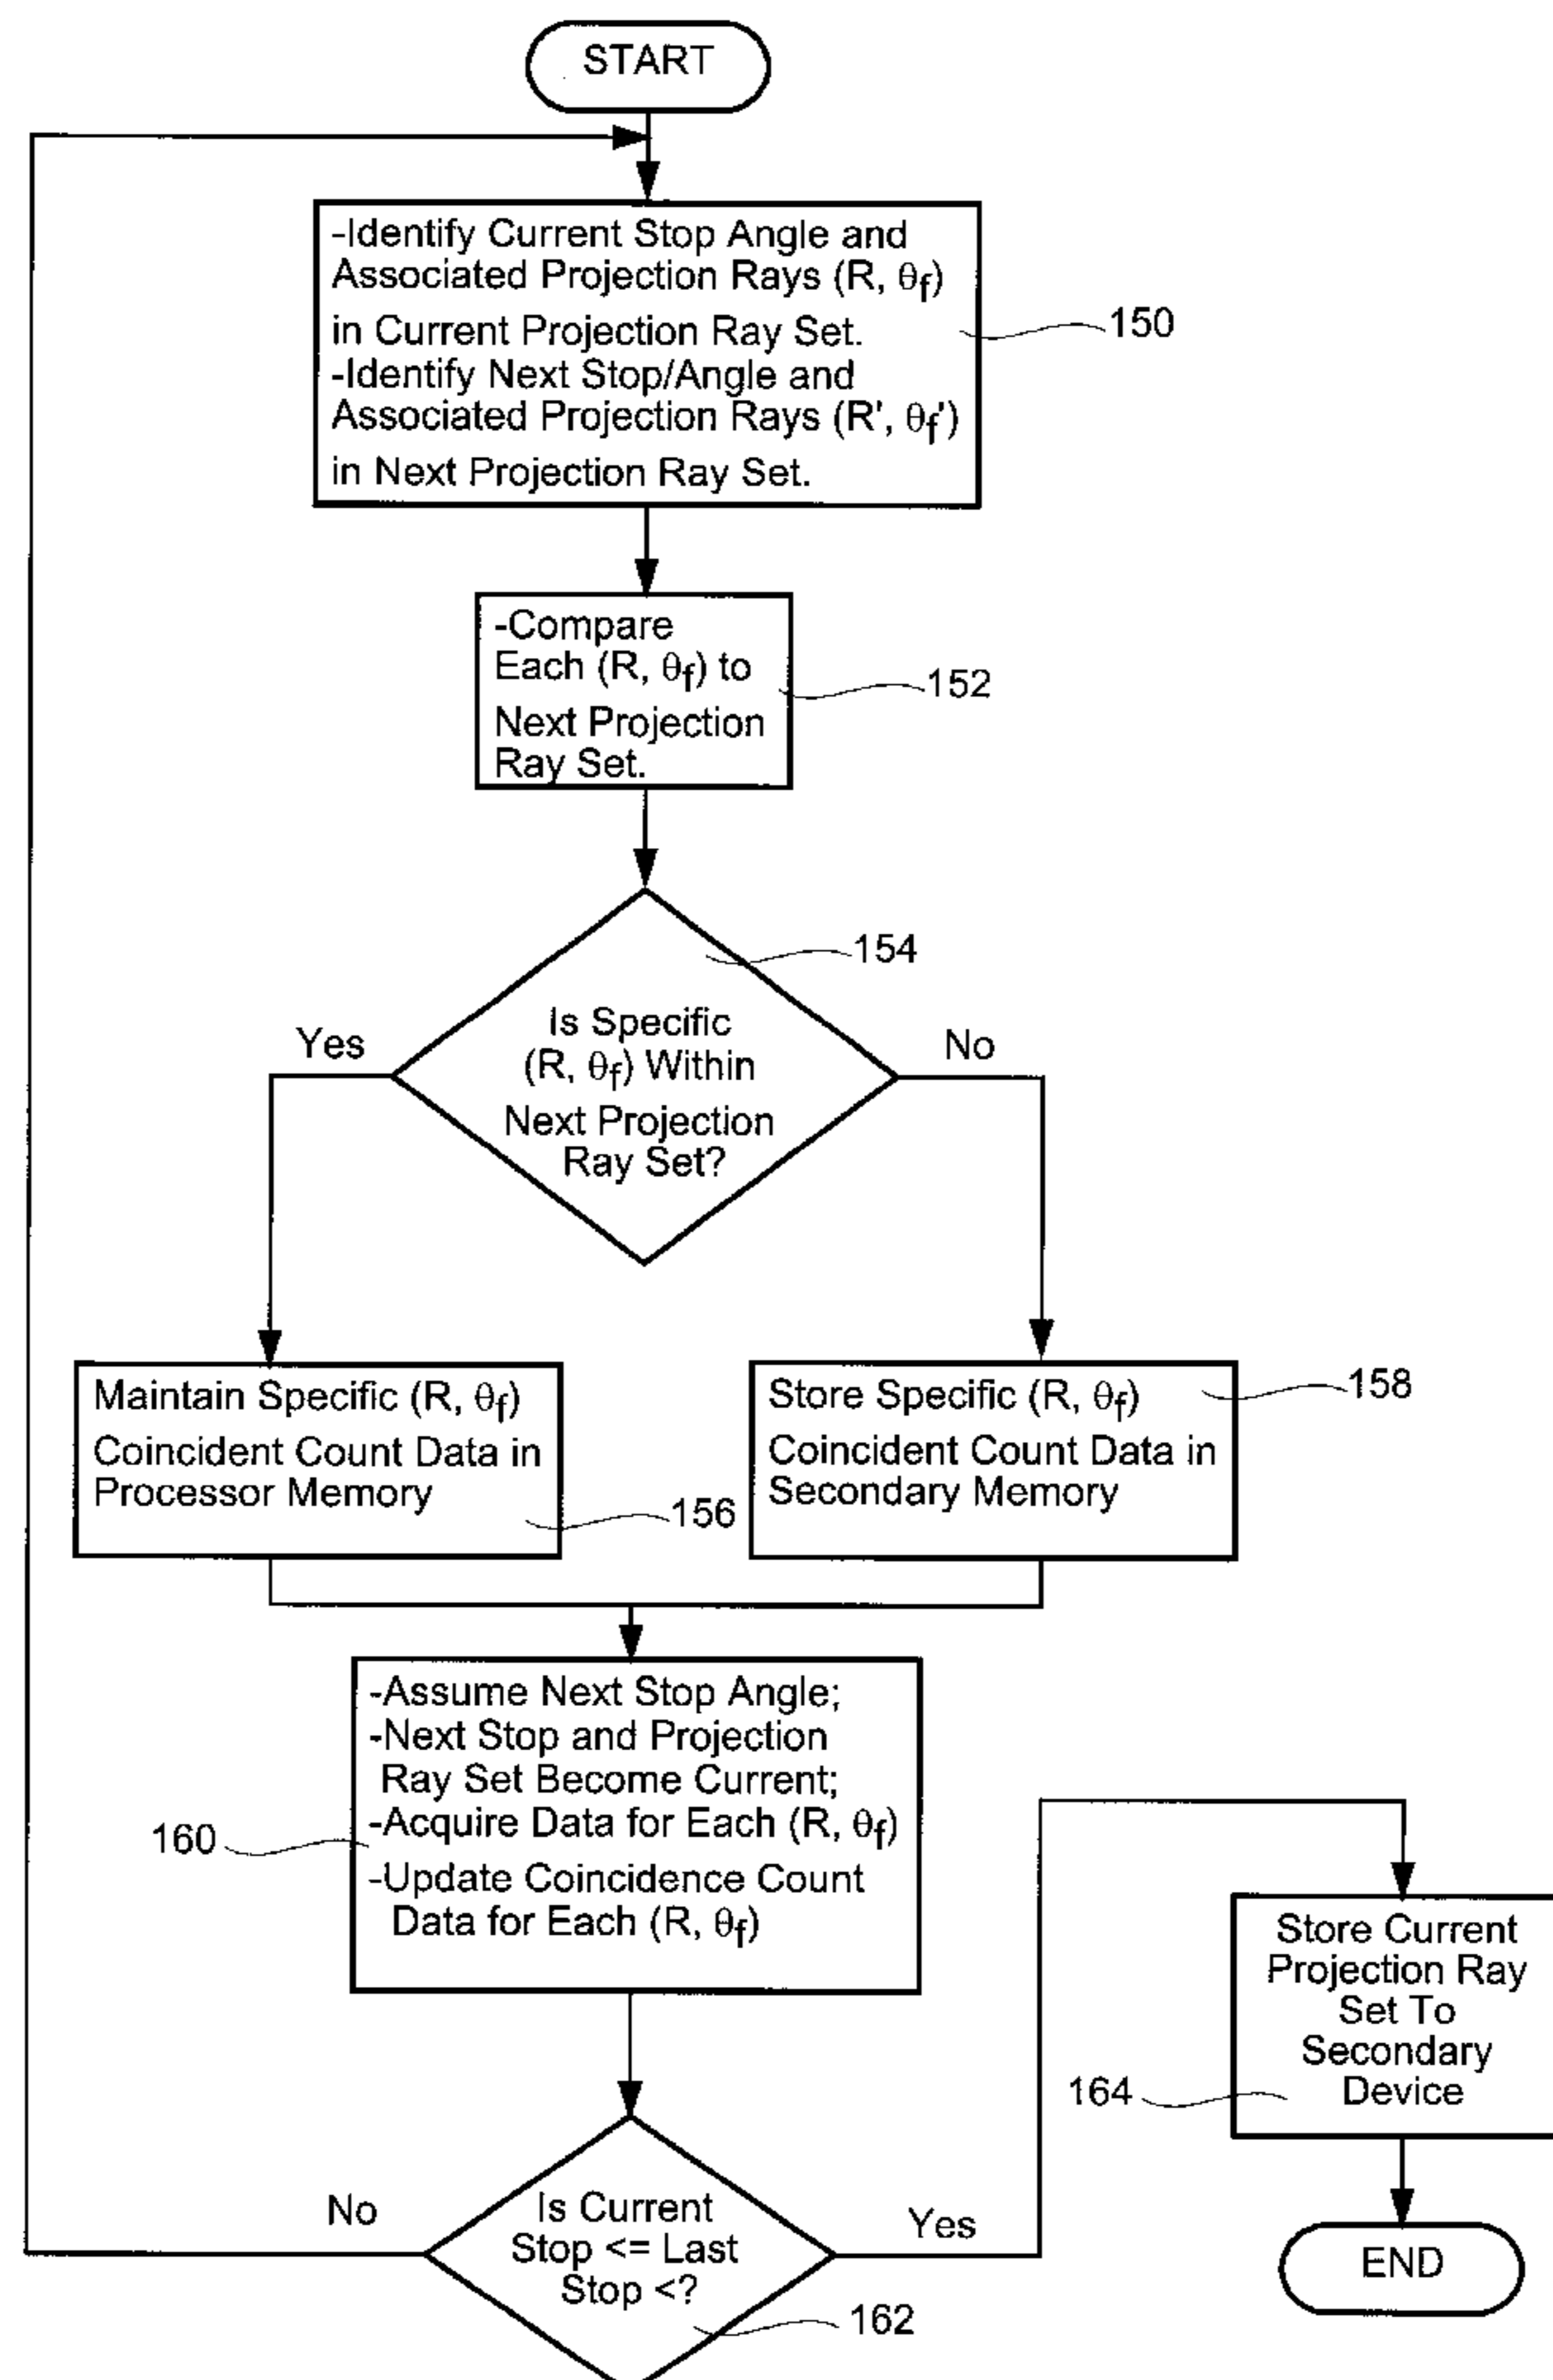 START
-Identify Current Stop Angle and
Associated Projection Rays (R, θf)
in Current Projection Ray Set.
-Identify Next Stop/Angle and
Associated Projection Rays (R', θf')
in Next Projection Ray Set.
150
-Compare
Each (R, θf) to
Next Projection
Ray Set.
152
154
Is Specific
(R, θf) Within
Next Projection
Ray Set?
Yes
No
Maintain Specific (R, θf)
Coincident Count Data in
Processor Memory
156
Store Specific (R, θf)
Coincident Count Data in
Secondary Memory
158
-Assume Next Stop Angle;
-Next Stop and Projection
Ray Set Become Current;
-Acquire Data for Each (R, θf)
-Update Coincidence Count
Data for Each (R, θf)
160
Is Current
Stop <= Last
Stop <?
No
Yes
162
Store Current
Projection Ray
Set To
Secondary
Device
164
END